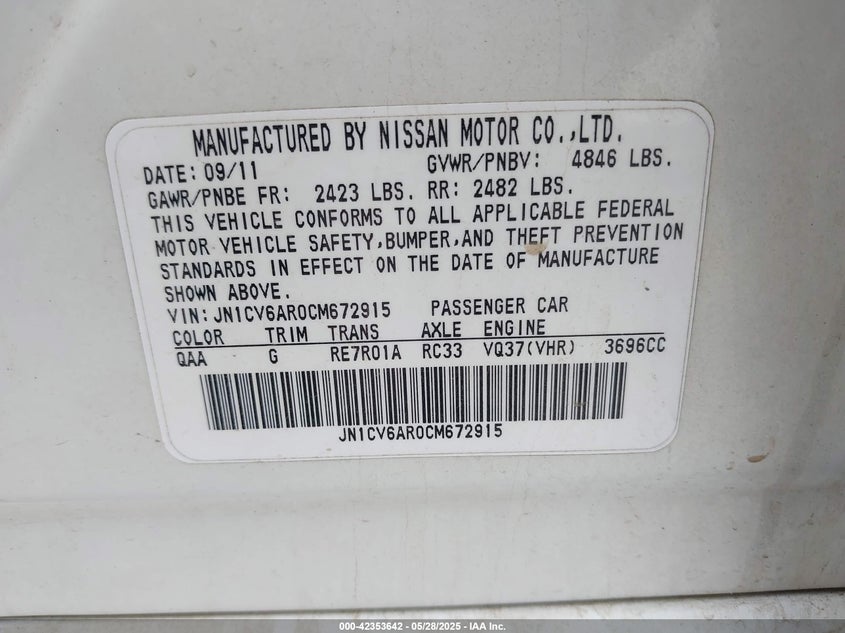 MANUFACTURED BY NISSAN MOTOR CO.,LTD.
DATE: 09/11 GVWR/PNBV: 4846 LBS.
GAWR/PNBE FR: 2423 LBS. RR: 2482 LBS.
THIS VEHICLE CONFORMS TO ALL APPLICABLE FEDERAL
MOTOR VEHICLE SAFETY,BUMPER,AND THEFT PREVENTION
STANDARDS IN EFFECT ON THE DATE OF MANUFACTURE
SHOWN ABOVE.
VIN: JN1CV6AR0CM672915 PASSENGER CAR
COLOR TRIM TRANS AXLE ENGINE
QAA G RE7R01A RC33 VQ37(VHR) 3696CC
JN1CV6AR0CM672915
000-42353642 - 05/28/2025 - IAA Inc.